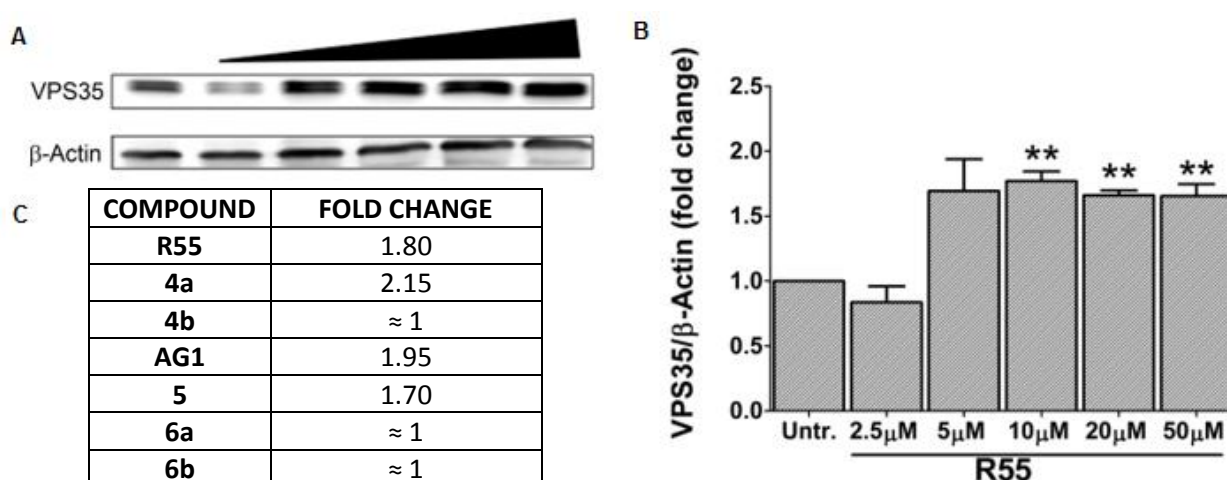 A
VPS35
β-Actin
C
COMPOUND FOLD CHANGE
R55 1.80
4a 2.15
4b ≈ 1
AG1 1.95
5 1.70
6a ≈ 1
6b ≈ 1
B
VPS35/β-Actin (fold change)
2.5
2.0
1.5
1.0
0.5
0.0
** ** **
Untr. 2.5μM 5μM 10μM 20μM 50μM
R55